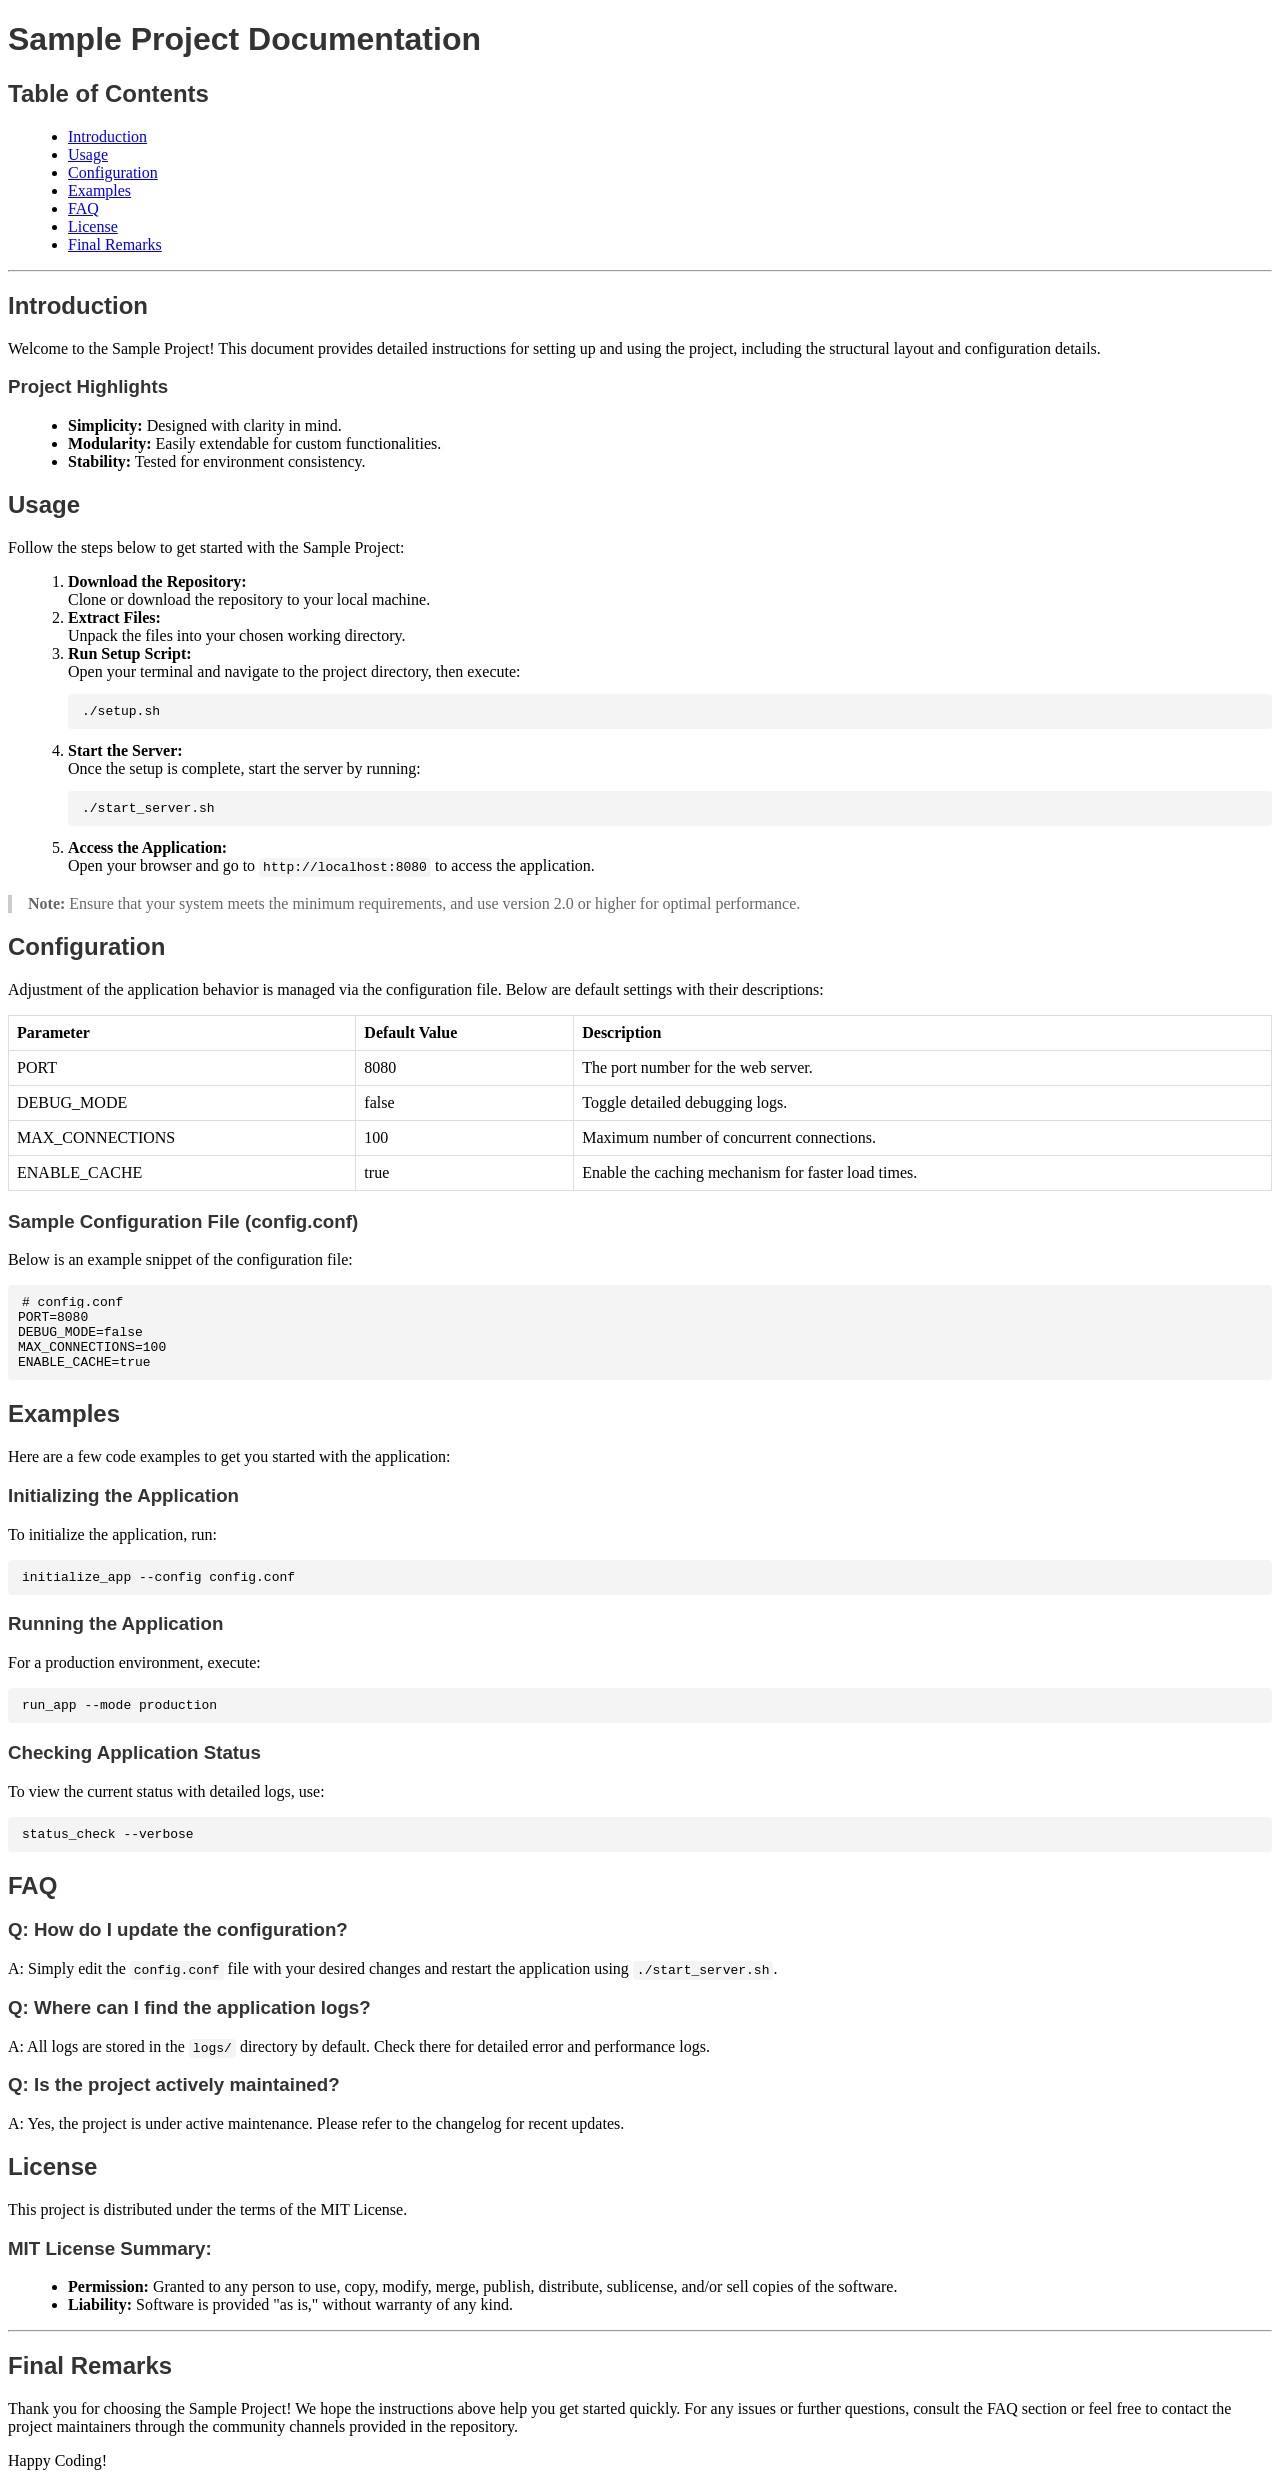 Sample Project Documentation
Table of Contents
• Introduction
• Usage
• Configuration
• Examples
• FAQ
• License
• Final Remarks
Introduction
Welcome to the Sample Project! This document provides detailed instructions for setting up and using the project, including the structural layout and configuration details.
Project Highlights
• Simplicity: Designed with clarity in mind.
• Modularity: Easily extendable for custom functionalities.
• Stability: Tested for environment consistency.
Usage
Follow the steps below to get started with the Sample Project:
1. Download the Repository:
Clone or download the repository to your local machine.
2. Extract Files:
Unpack the files into your chosen working directory.
3. Run Setup Script:
Open your terminal and navigate to the project directory, then execute:
./setup.sh
4. Start the Server:
Once the setup is complete, start the server by running:
./start_server.sh
5. Access the Application:
Open your browser and go to http://localhost:8080 to access the application.
Note: Ensure that your system meets the minimum requirements, and use version 2.0 or higher for optimal performance.
Configuration
Adjustment of the application behavior is managed via the configuration file. Below are default settings with their descriptions:
Parameter Default Value Description
PORT 8080 The port number for the web server.
DEBUG_MODE false Toggle detailed debugging logs.
MAX_CONNECTIONS 100 Maximum number of concurrent connections.
ENABLE_CACHE true Enable the caching mechanism for faster load times.
Sample Configuration File (config.conf)
Below is an example snippet of the configuration file:
# config.conf
PORT=8080
DEBUG_MODE=false
MAX_CONNECTIONS=100
ENABLE_CACHE=true
Examples
Here are a few code examples to get you started with the application:
Initializing the Application
To initialize the application, run:
initialize_app --config config.conf
Running the Application
For a production environment, execute:
run_app --mode production
Checking Application Status
To view the current status with detailed logs, use:
status_check --verbose
FAQ
Q: How do I update the configuration?
A: Simply edit the config.conf file with your desired changes and restart the application using ./start_server.sh.
Q: Where can I find the application logs?
A: All logs are stored in the logs/ directory by default. Check there for detailed error and performance logs.
Q: Is the project actively maintained?
A: Yes, the project is under active maintenance. Please refer to the changelog for recent updates.
License
This project is distributed under the terms of the MIT License.
MIT License Summary:
• Permission: Granted to any person to use, copy, modify, merge, publish, distribute, sublicense, and/or sell copies of the software.
• Liability: Software is provided "as is," without warranty of any kind.
Final Remarks
Thank you for choosing the Sample Project! We hope the instructions above help you get started quickly. For any issues or further questions, consult the FAQ section or feel free to contact the
project maintainers through the community channels provided in the repository.
Happy Coding!